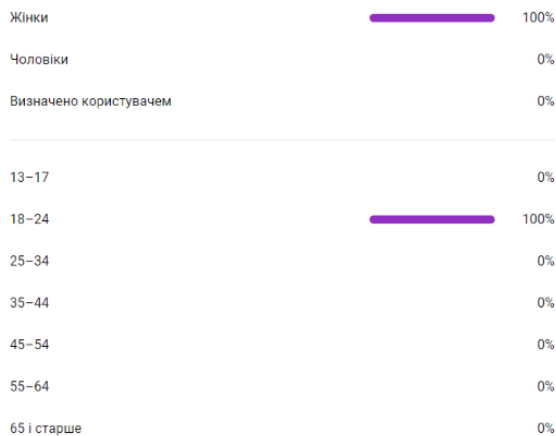 Жінки 100%
Чоловіки 0%
Визначено користувачем 0%
13–17 0%
18–24 100%
25–34 0%
35–44 0%
45–54 0%
55–64 0%
65 і старше 0%